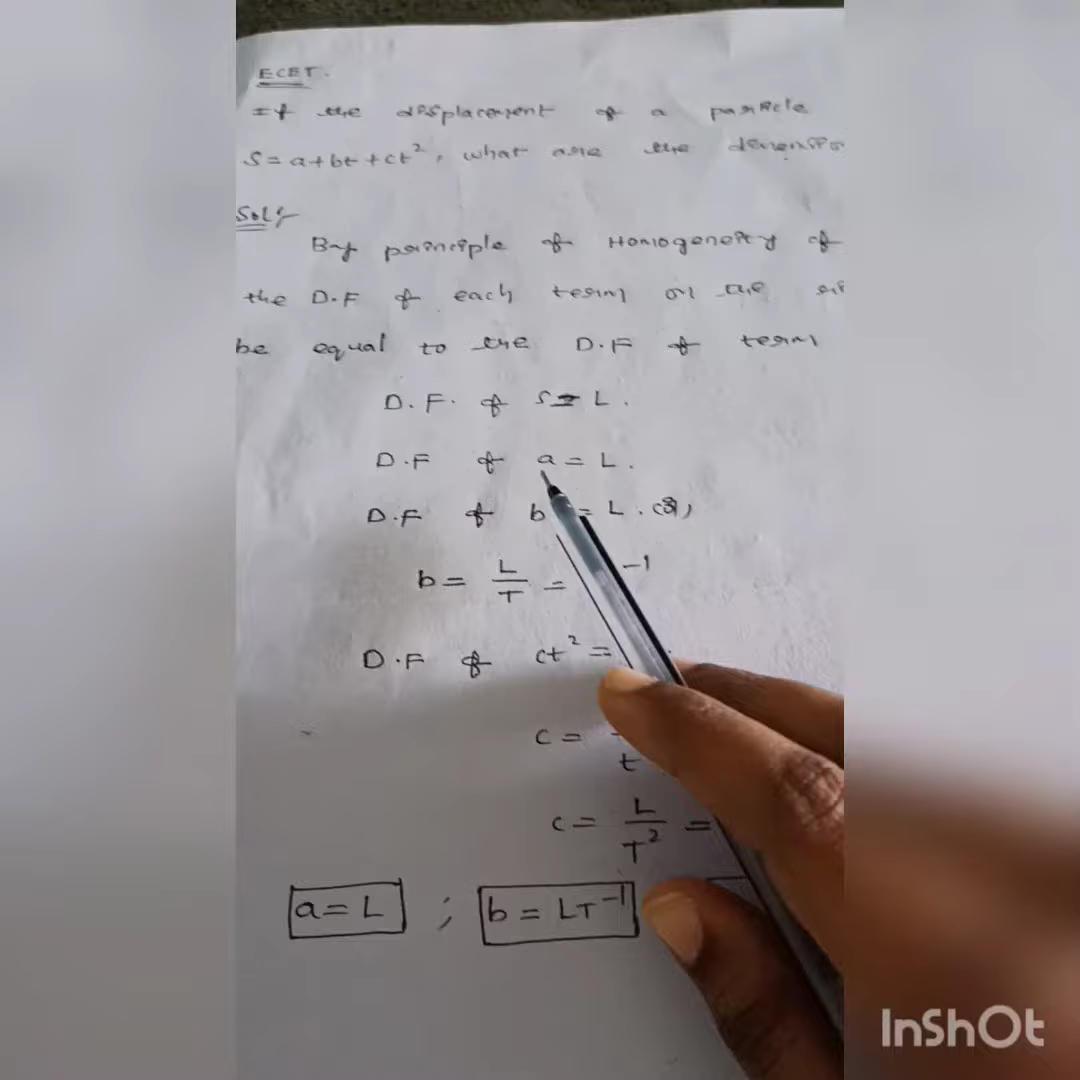 ECET.
If the displacement of a particle
S = a+bt+ct², what are the
Sol:-
By principle of Homogeneity of
the D.F of each term on the
be equal to the D.F of term
D.F. of S = L.
D.F of a = L.
D.F of b = L. (or),
b = L/T = -1
D.F of ct² =
c = t
c = L/T² =
a = L ; b = LT⁻¹
InShOt